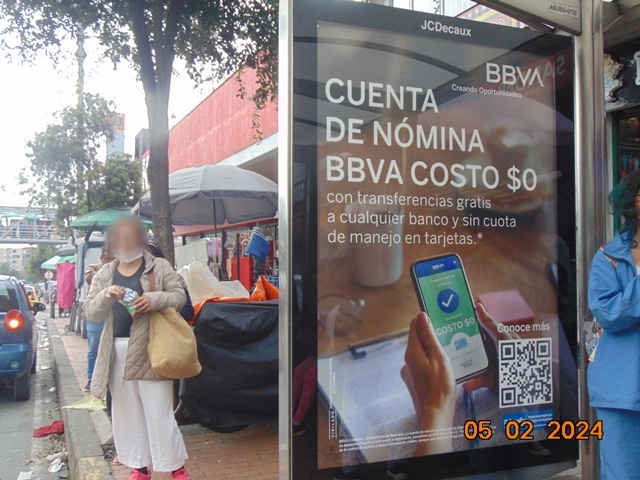 JCDecaux
BBVA
Creando Oportunidades
CUENTA
DE NÓMINA
BBVA COSTO $0
con transferencias gratis
a cualquier banco y sin cuota
de manejo en tarjetas.*
BBVA
COSTO $0
Conoce más
05 02 2024